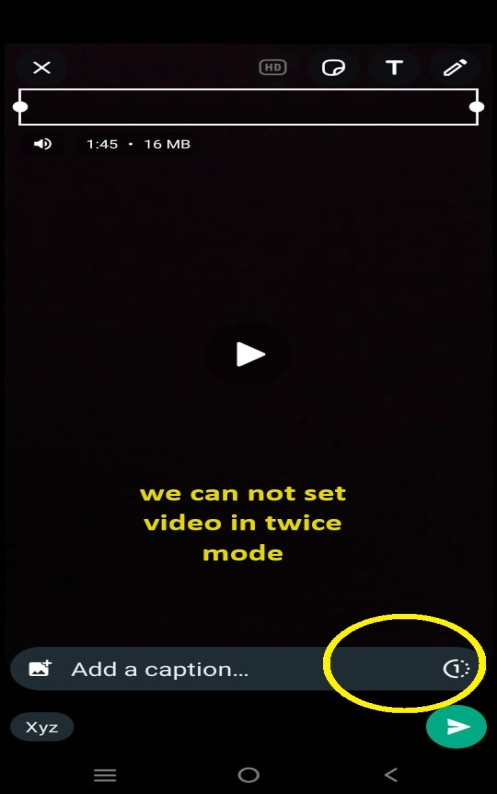 HD
T
1:45 • 16 MB
we can not set
video in twice
mode
Add a caption...
1
Xyz